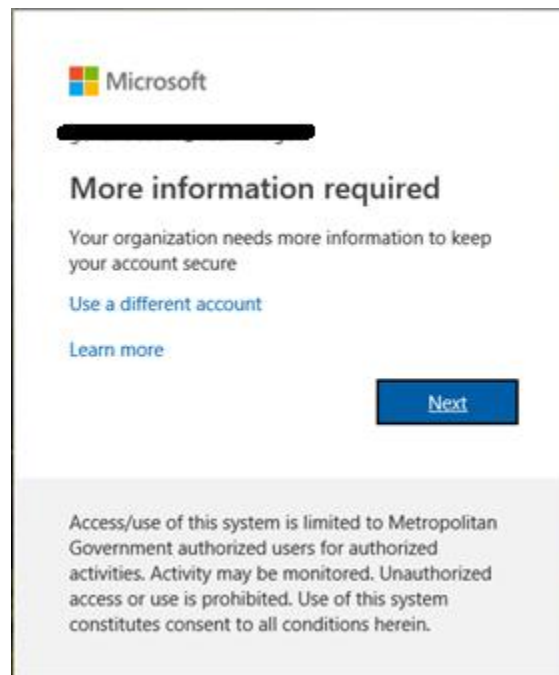 Microsoft
More information required
Your organization needs more information to keep
your account secure
Use a different account
Learn more
Next
Access/use of this system is limited to Metropolitan
Government authorized users for authorized
activities. Activity may be monitored. Unauthorized
access or use is prohibited. Use of this system
constitutes consent to all conditions herein.